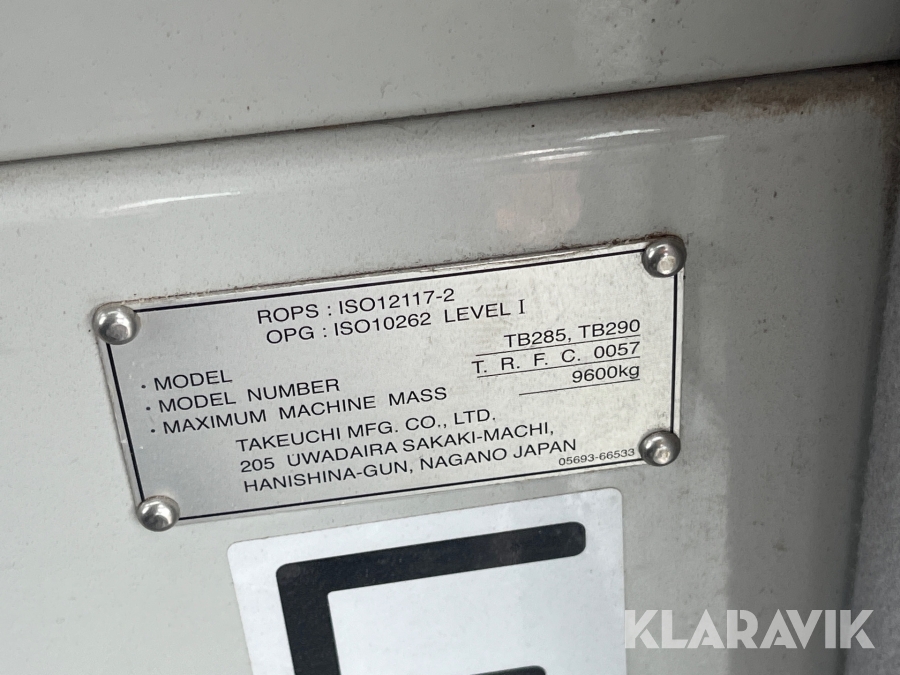 ROPS : ISO12117-2
OPG : ISO10262 LEVEL I
· MODEL TB285, TB290
· MODEL NUMBER T. R. F. C. 0057
· MAXIMUM MACHINE MASS 9600kg
TAKEUCHI MFG. CO., LTD.
205 UWADAIRA SAKAKI-MACHI,
HANISHINA-GUN, NAGANO JAPAN
05693-66533
KLARAVIK